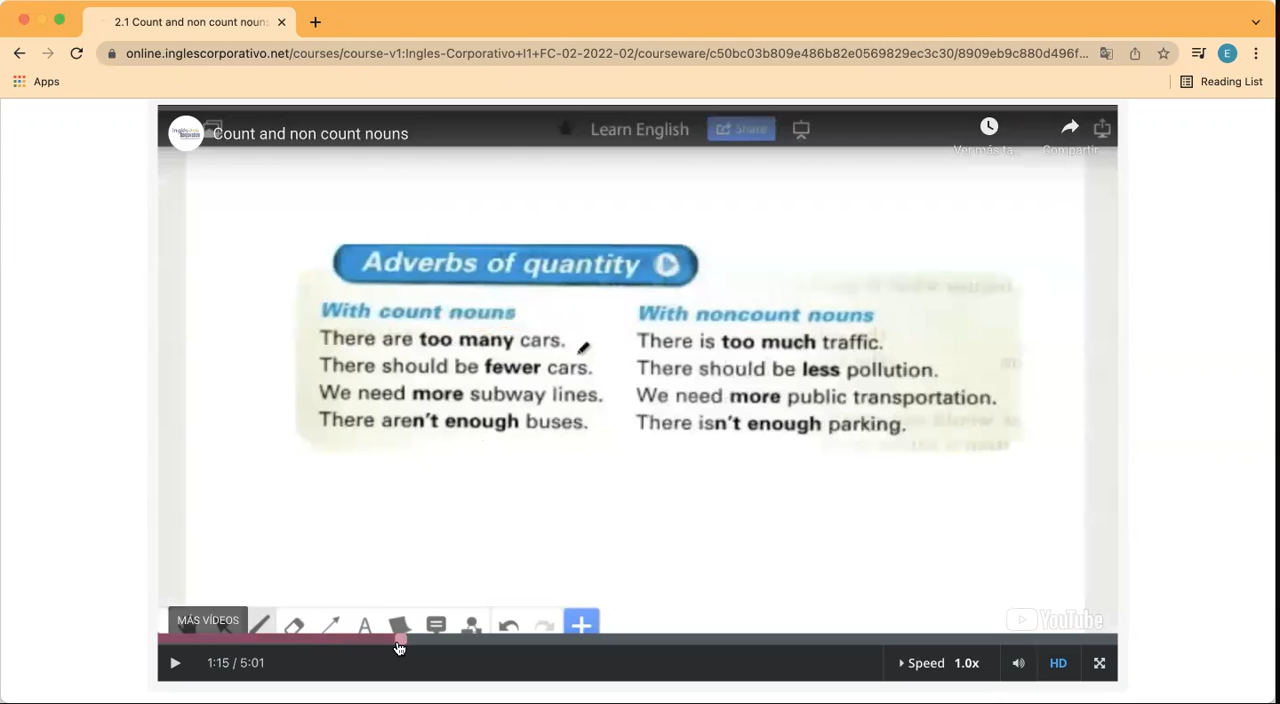 2.1 Count and non count noun
online.inglescorporativo.net/courses/course-v1:Ingles-Corporativo+I1+FC-02-2022-02/courseware/c50bc03b809e486b82e0569829ec3c30/8909eb9c880d496f...
E
Apps
Reading List
Count and non count nouns
Learn English
Share
Ver más ta...
Compartir
Adverbs of quantity
With count nouns
There are too many cars.
There should be fewer cars.
We need more subway lines.
There aren't enough buses.
With noncount nouns
There is too much traffic.
There should be less pollution.
We need more public transportation.
There isn't enough parking.
MÁS VÍDEOS
A
YouTube
1:15 / 5:01
Speed 1.0x
HD